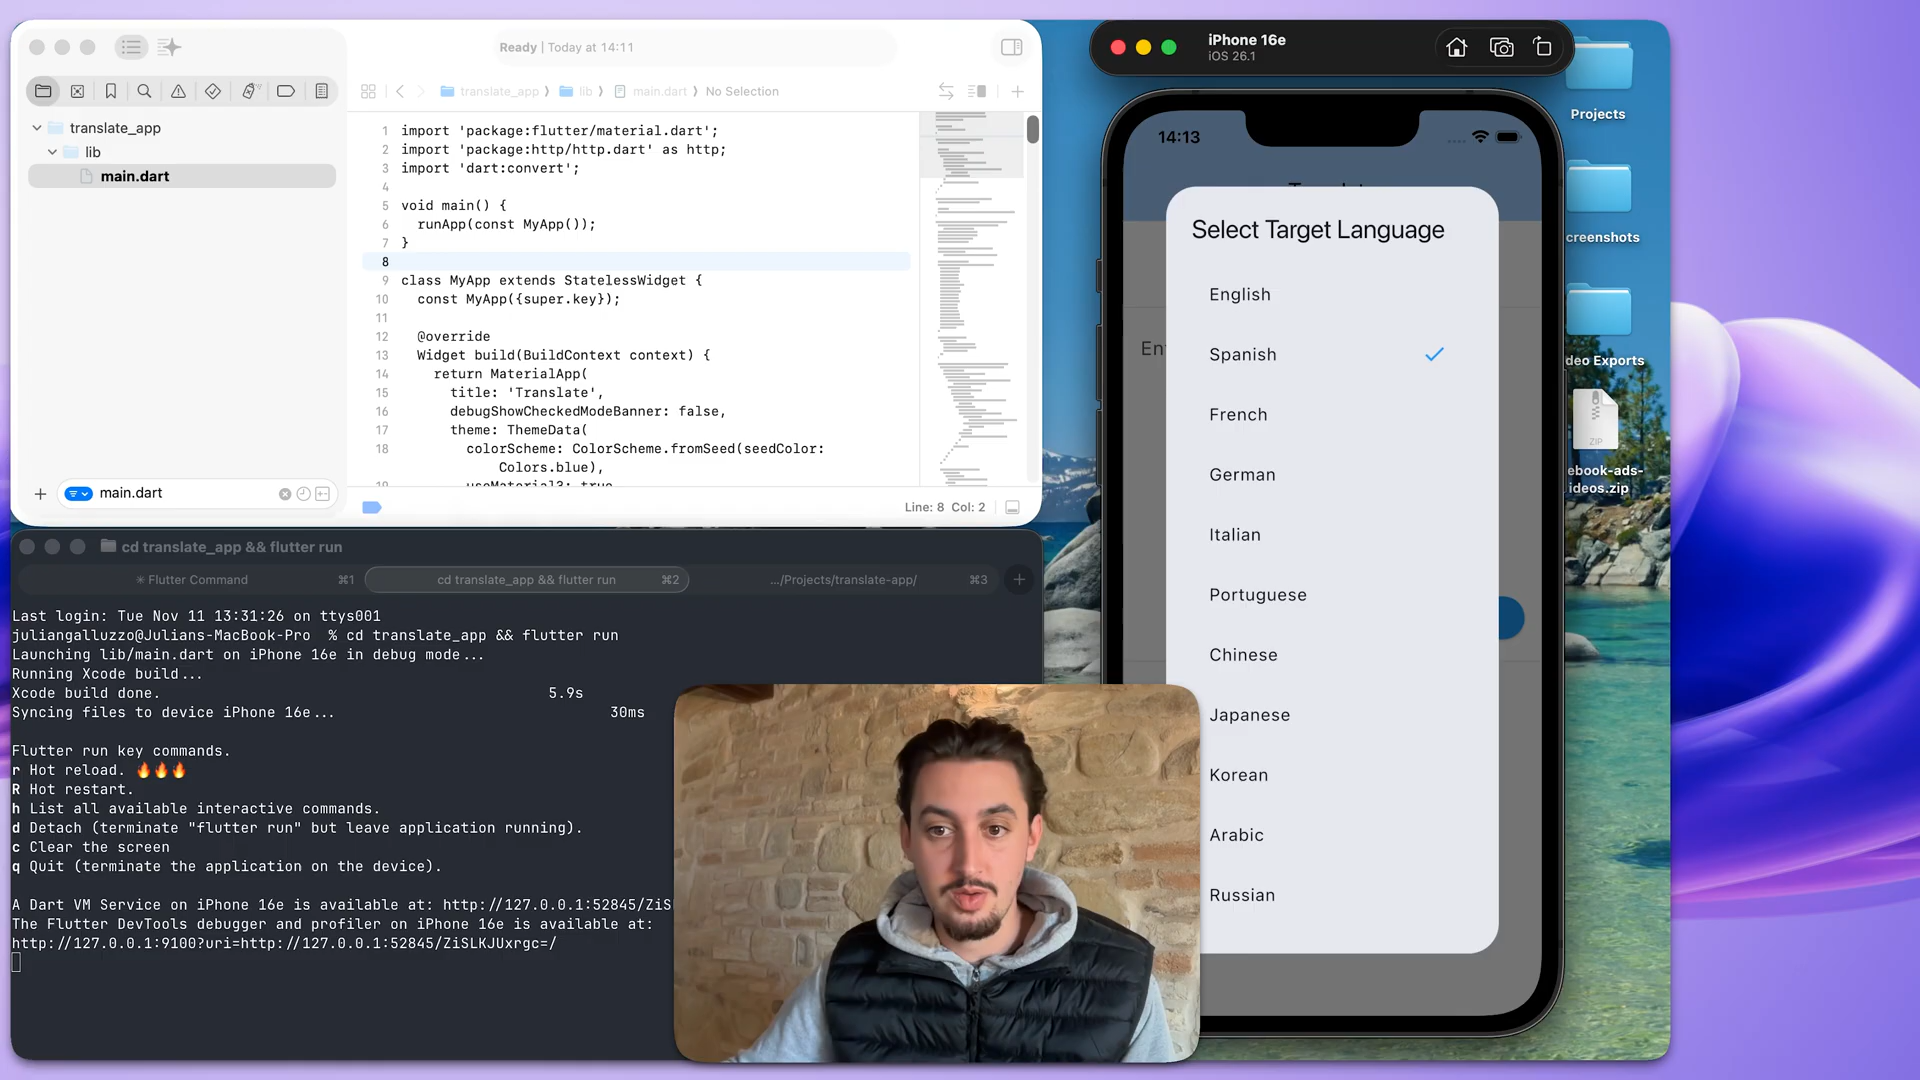 Ready | Today at 14:11
translate_app
lib
main.dart
No Selection
translate_app
lib
main.dart
1 import 'package:flutter/material.dart';
2 import 'package:http/http.dart' as http;
3 import 'dart:convert';
4
5 void main() {
6 runApp(const MyApp());
7 }
8
9 class MyApp extends StatelessWidget {
10 const MyApp({super.key});
11
12 @override
13 Widget build(BuildContext context) {
14 return MaterialApp(
15 title: 'Translate',
16 debugShowCheckedModeBanner: false,
17 theme: ThemeData(
18 colorScheme: ColorScheme.fromSeed(seedColor:
Colors.blue),
main.dart
Line: 8 Col: 2
cd translate_app && flutter run
✳ Flutter Command ⌘1
cd translate_app && flutter run ⌘2
.../Projects/translate-app/ ⌘3
Last login: Tue Nov 11 13:31:26 on ttys001
juliangalluzzo@Julians-MacBook-Pro % cd translate_app && flutter run
Launching lib/main.dart on iPhone 16e in debug mode...
Running Xcode build...
Xcode build done. 5.9s
Syncing files to device iPhone 16e... 30ms
Flutter run key commands.
r Hot reload. 🔥🔥🔥
R Hot restart.
h List all available interactive commands.
d Detach (terminate "flutter run" but leave application running).
c Clear the screen
q Quit (terminate the application on the device).
A Dart VM Service on iPhone 16e is available at: http://127.0.0.1:52845/ZiS
The Flutter DevTools debugger and profiler on iPhone 16e is available at:
http://127.0.0.1:9100?uri=http://127.0.0.1:52845/ZiSLKJUxrgc=/
iPhone 16e
iOS 26.1
14:13
Select Target Language
English
Spanish
French
German
Italian
Portuguese
Chinese
Japanese
Korean
Arabic
Russian
Projects
creenshots
deo Exports
ZIP
ebook-ads-
ideos.zip